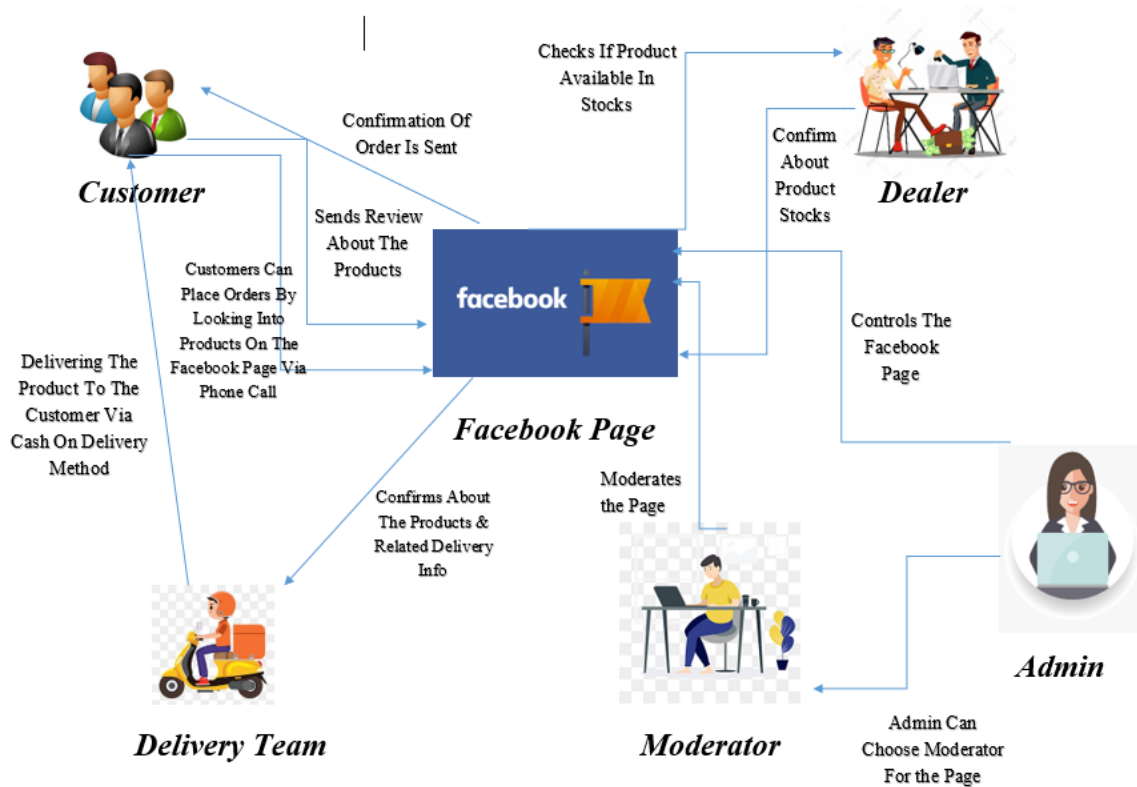 Checks If Product
Available In
Stocks
Confirmation Of
Order Is Sent
Confirm
About
Product
Stocks
Customer
Dealer
Sends Review
About The
Products
Customers Can
Place Orders By
Looking Into
Products On The
Facebook Page Via
Phone Call
facebook
Controls The
Facebook
Page
Delivering The
Product To The
Customer Via
Cash On Delivery
Method
Facebook Page
Confirms About
The Products &
Related Delivery
Info
Moderates
the Page
Admin
Delivery Team
Moderator
Admin Can
Choose Moderator
For the Page